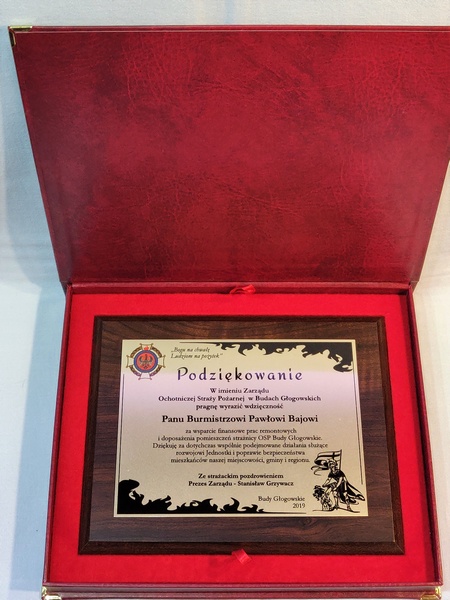 „Bogu na chwałę
Ludziom na pożytek"
Podziękowanie
W imieniu Zarządu
Ochotniczej Straży Pożarnej w Budach Głogowskich
pragnę wyrazić wdzięczność
Panu Burmistrzowi Pawłowi Bajowi
za wsparcie finansowe prac remontowych
i doposażenia pomieszczeń strażnicy OSP Budy Głogowskie.
Dziękuję za dotychczas wspólnie podejmowane działania służące
rozwojowi Jednostki i poprawie bezpieczeństwa
mieszkańców naszej miejscowości, gminy i regionu.
Ze strażackim pozdrowieniem
Prezes Zarządu - Stanisław Grzywacz
Budy Głogowskie
2019